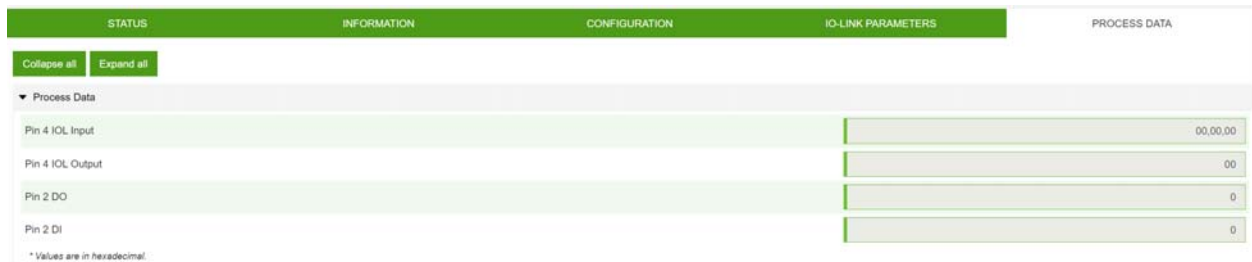 STATUS INFORMATION CONFIGURATION IO-LINK PARAMETERS PROCESS DATA
Collapse all Expand all
Process Data
Pin 4 IOL Input 00,00,00
Pin 4 IOL Output 00
Pin 2 DO 0
Pin 2 DI 0
* Values are in hexadecimal.